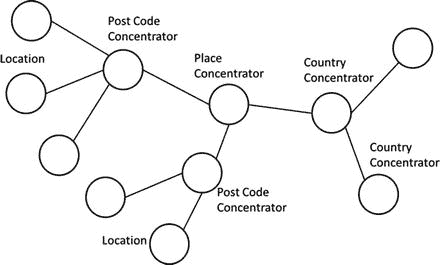 Post Code
Concentrator
Location
Place
Concentrator
Country
Concentrator
Country
Concentrator
Post Code
Concentrator
Location